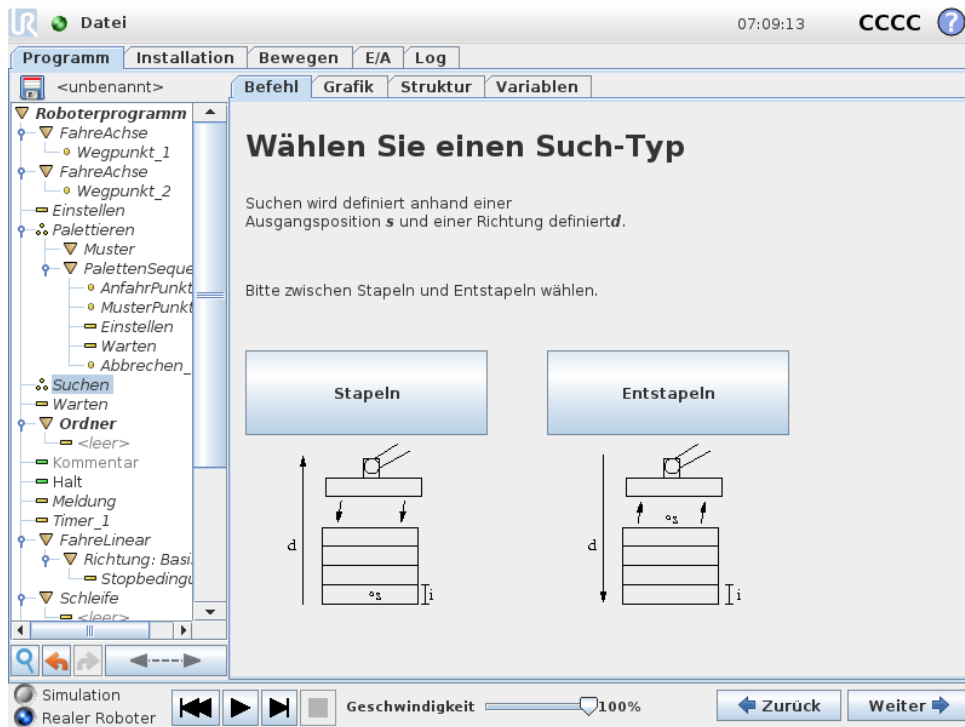 UR Datei 07:09:13 CCCC ?
Programm Installation Bewegen E/A Log
<unbenannt> Befehl Grafik Struktur Variablen
Roboterprogramm
FahreAchse
Wegpunkt_1
FahreAchse
Wegpunkt_2
Einstellen
Palettieren
Muster
PalettenSeque
AnfahrPunkt
MusterPunkt
Einstellen
Warten
Abbrechen_
Suchen
Warten
Ordner
<leer>
Kommentar
Halt
Meldung
Timer_1
FahreLinear
Richtung: Basi
Stopbedingu
Schleife
<leer>
Wählen Sie einen Such-Typ
Suchen wird definiert anhand einer
Ausgangsposition s und einer Richtung definiertd.
Bitte zwischen Stapeln und Entstapeln wählen.
Stapeln Entstapeln
s
d d
s i i
Simulation
Realer Roboter
Geschwindigkeit 100% Zurück Weiter